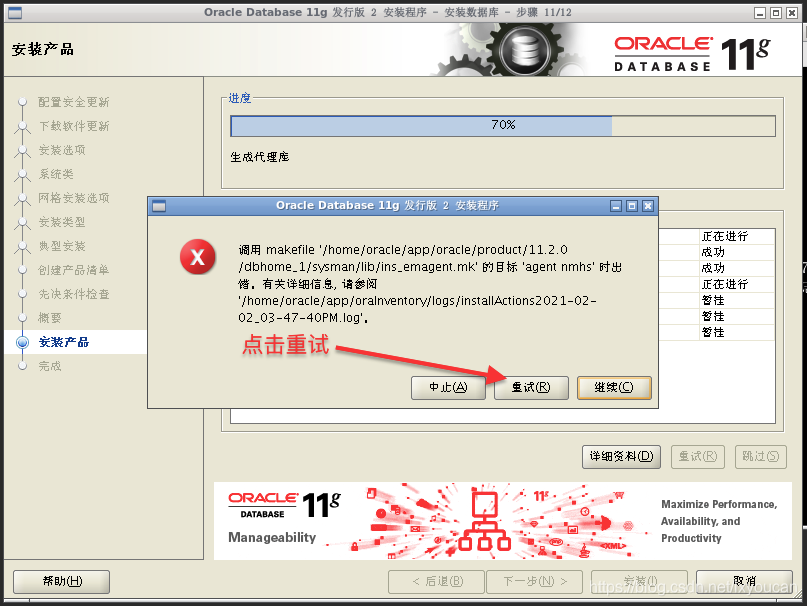 Oracle Database 11g 发行版 2 安装程序 - 安装数据库 - 步骤 11/12
安装产品
ORACLE
DATABASE
11g
配置安全更新
下载软件更新
安装选项
系统类
网格安装选项
安装类型
典型安装
创建产品清单
先决条件检查
概要
安装产品
完成
进度
70%
生成代理库
正在进行
成功
成功
正在进行
暂挂
暂挂
暂挂
Oracle Database 11g 发行版 2 安装程序
调用 makefile '/home/oracle/app/oracle/product/11.2.0
/dbhome_1/sysman/lib/ins_emagent.mk' 的目标 'agent nmhs' 时出
错。有关详细信息, 请参阅
'/home/oracle/app/oraInventory/logs/installActions2021-02-
02_03-47-40PM.log'。
点击重试
中止(A)
重试(R)
继续(C)
详细资料(D)
重试(R)
跳过(S)
ORACLE
DATABASE
11g
Manageability
11g
<XML>
Maximize Performance,
Availability, and
Productivity
帮助(H)
< 后退(B)
下一步(N) >
安装(I)
取消
https://blog.csdn.net/lxyoucan